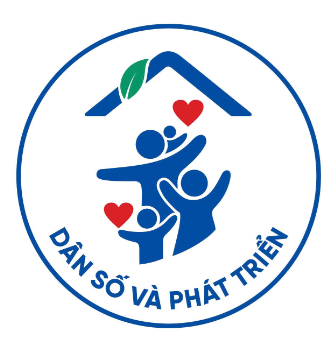 DÂN SỐ VÀ PHÁT TRIỂN